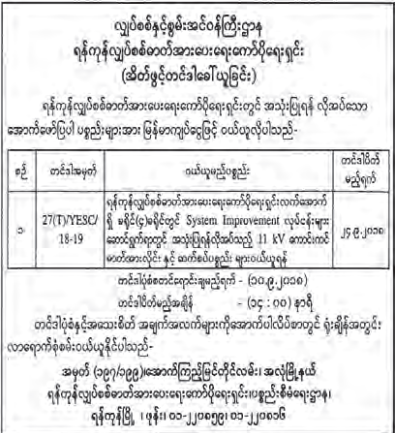 လျှပ်စစ်နှင့်စွမ်းအင်ဝန်ကြီးဌာန
ရန်ကုန်လျှပ်စစ်ဓာတ်အားပေးရေးကော်ပိုရေးရှင်း
(အိတ်ဖွင့်တင်ဒါခေါ်ယူခြင်း)
ရန်ကုန်လျှပ်စစ်ဓာတ်အားပေးရေးကော်ပိုရေးရှင်းတွင် အသုံးပြုရန် လိုအပ်သော
အောက်ဖော်ပြပါ ပစ္စည်းများအား မြန်မာကျပ်ငွေဖြင့် ဝယ်ယူလိုပါသည်-
စဉ် တင်ဒါအမှတ် ဝယ်ယူမည့်ပစ္စည်း တင်ဒါပိတ်
မည့်ရက်
၁ 27(T)/YESC/
18-19
ရန်ကုန်လျှပ်စစ်ဓာတ်အားပေးရေးကော်ပိုရေးရှင်းလက်အောက်
ရှိ ခရိုင်(၄)ခရိုင်တွင် System Improvement လုပ်ငန်းများ
ဆောင်ရွက်ရာတွင် အသုံးပြုရန်လိုအပ်သည့် 11 kV ကောင်းကင်
ဓာတ်အားလိုင်း နှင့် ဆက်စပ်ပစ္စည်း များဝယ်ယူရန်
၂၄.၉.၂၀၁၈
တင်ဒါပုံစံစတင်ရောင်းချမည့်ရက် - (၁၀.၉.၂၀၁၈)
တင်ဒါပိတ်မည့်အချိန် - (၁၄ : ၀၀) နာရီ
တင်ဒါပုံစံနှင့်အသေးစိတ် အချက်အလက်များကိုအောက်ပါလိပ်စာတွင် ရုံးချိန်အတွင်း
လာရောက်စုံစမ်းဝယ်ယူနိုင်ပါသည်-
အမှတ် (၁၉၇/၁၉၉)၊အောက်ကြည့်မြင်တိုင်လမ်း၊ အလုံမြို့နယ်
ရန်ကုန်လျှပ်စစ်ဓာတ်အားပေးရေးကော်ပိုရေးရှင်း၊ပစ္စည်းစီမံရေးဌာန၊
ရန်ကုန်မြို့ ၊ ဖုန်း၊ ၀၁-၂၂၀၈၅၉၊ ၀၁-၂၂၀၈၁၆